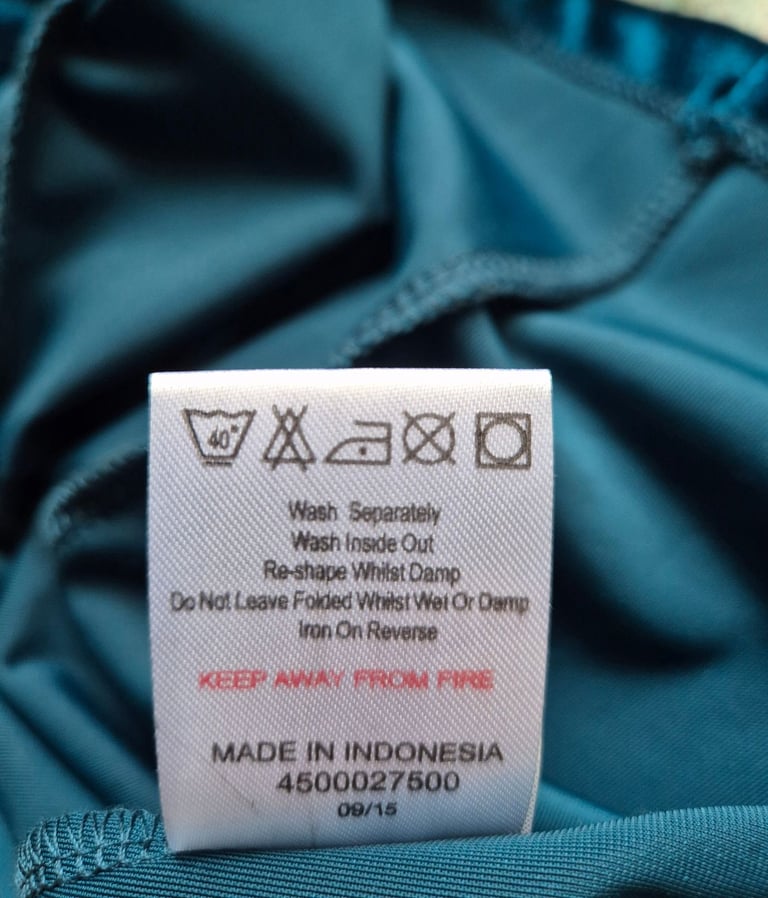 40°
Wash Separately
Wash Inside Out
Re-shape Whilst Damp
Do Not Leave Folded Whilst Wet Or Damp
Iron On Reverse
KEEP AWAY FROM FIRE
MADE IN INDONESIA
4500027500
09/15